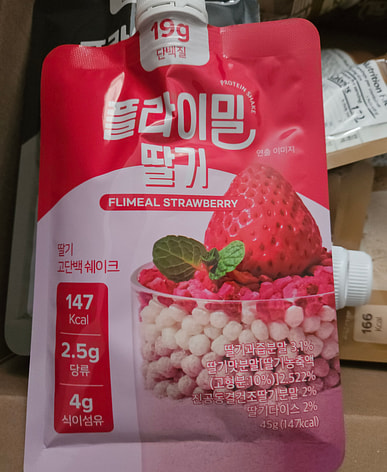 19g
단백질
PROTEIN SHAKE
플라이밀
딸기
연출 이미지
FLIMEAL STRAWBERRY
딸기
고단백 쉐이크
147
Kcal
2.5g
당류
4g
식이섬유
딸기과즙분말 3.1%
딸기맛분말[딸기농축액
(고형분 10%)]2.522%
진공동결건조딸기분말 2%
딸기다이스 2%
45g (147kcal)
166
Kcal